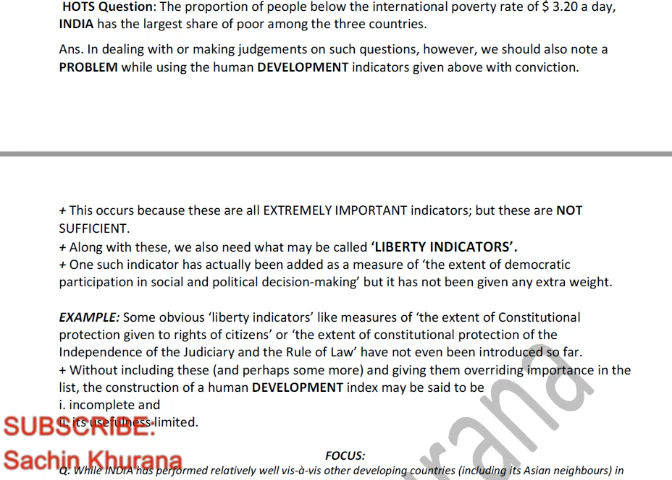 HOTS Question: The proportion of people below the international poverty rate of $ 3.20 a day,
INDIA has the largest share of poor among the three countries.
Ans. In dealing with or making judgements on such questions, however, we should also note a
PROBLEM while using the human DEVELOPMENT indicators given above with conviction.
+ This occurs because these are all EXTREMELY IMPORTANT indicators; but these are NOT
SUFFICIENT.
+ Along with these, we also need what may be called ‘LIBERTY INDICATORS’.
+ One such indicator has actually been added as a measure of ‘the extent of democratic
participation in social and political decision-making’ but it has not been given any extra weight.
EXAMPLE: Some obvious ‘liberty indicators’ like measures of ‘the extent of Constitutional
protection given to rights of citizens’ or ‘the extent of constitutional protection of the
Independence of the Judiciary and the Rule of Law’ have not even been introduced so far.
+ Without including these (and perhaps some more) and giving them overriding importance in the
list, the construction of a human DEVELOPMENT index may be said to be
i. incomplete and
ii. its usefulness limited.
SUBSCRIBE:
Sachin Khurana
FOCUS:
Q. While INDIA has performed relatively well vis-à-vis other developing countries (including its Asian neighbours) in
urana